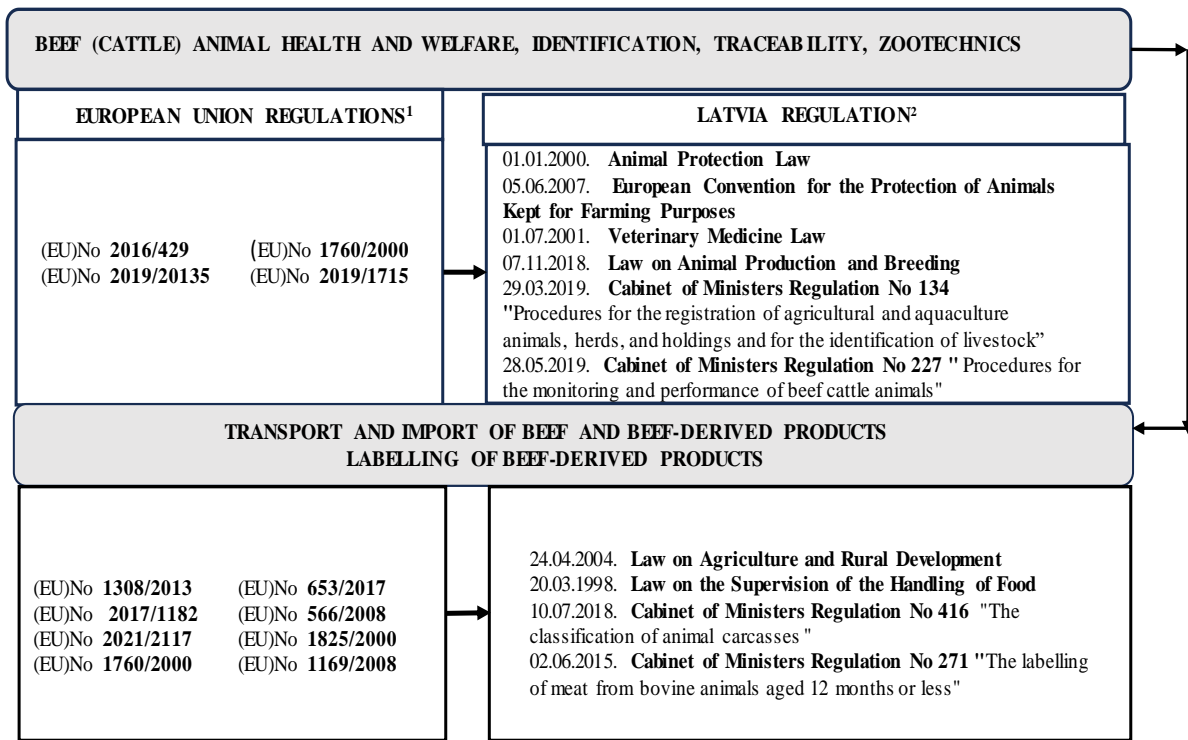 BEEF (CATTLE) ANIMAL HEALTH AND WELFARE, IDENTIFICATION, TRACEABILITY, ZOOTECHNICS
EUROPEAN UNION REGULATIONS¹
LATVIA REGULATION²
(EU)No 2016/429 (EU)No 1760/2000
(EU)No 2019/20135 (EU)No 2019/1715
01.01.2000. Animal Protection Law
05.06.2007. European Convention for the Protection of Animals
Kept for Farming Purposes
01.07.2001. Veterinary Medicine Law
07.11.2018. Law on Animal Production and Breeding
29.03.2019. Cabinet of Ministers Regulation No 134
"Procedures for the registration of agricultural and aquaculture
animals, herds, and holdings and for the identification of livestock”
28.05.2019. Cabinet of Ministers Regulation No 227 " Procedures for
the monitoring and performance of beef cattle animals"
TRANSPORT AND IMPORT OF BEEF AND BEEF-DERIVED PRODUCTS
LABELLING OF BEEF-DERIVED PRODUCTS
(EU)No 1308/2013 (EU)No 653/2017
(EU)No 2017/1182 (EU)No 566/2008
(EU)No 2021/2117 (EU)No 1825/2000
(EU)No 1760/2000 (EU)No 1169/2008
24.04.2004. Law on Agriculture and Rural Development
20.03.1998. Law on the Supervision of the Handling of Food
10.07.2018. Cabinet of Ministers Regulation No 416 "The
classification of animal carcasses "
02.06.2015. Cabinet of Ministers Regulation No 271 "The labelling
of meat from bovine animals aged 12 months or less"